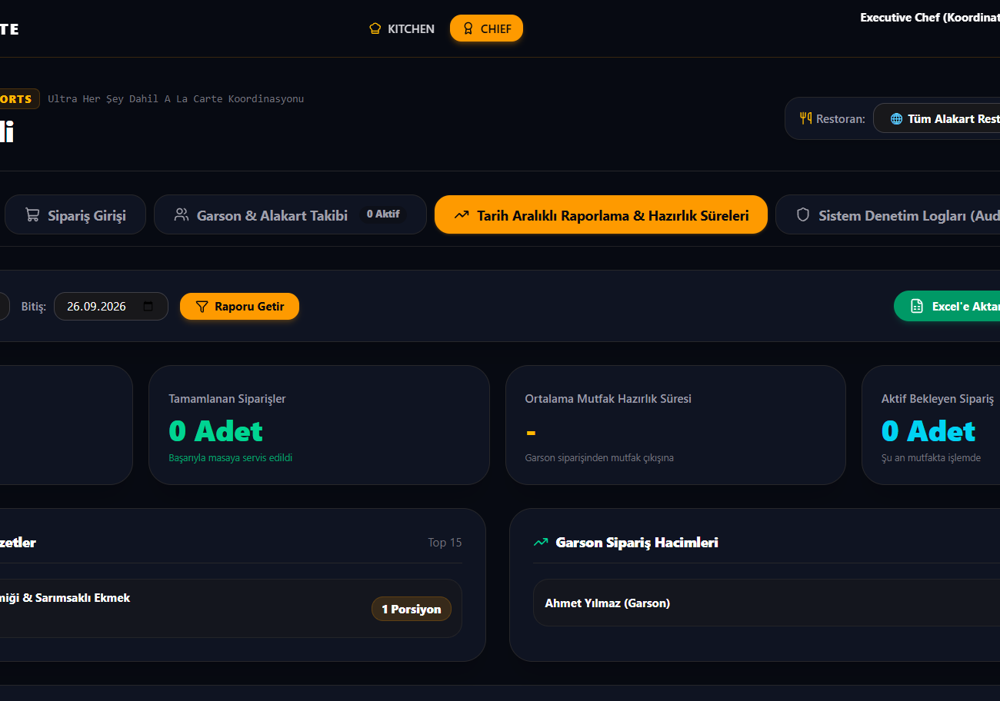 TE
KITCHEN
CHIEF
Executive Chef (Koordinat
ORTS
Ultra Her Şey Dahil A La Carte Koordinasyonu
li
Restoran:
Tüm Alakart Rest
Sipariş Girişi
Garson & Alakart Takibi
0 Aktif
Tarih Aralıklı Raporlama & Hazırlık Süreleri
Sistem Denetim Logları (Aud
Bitiş:
26.09.2026
Raporu Getir
Excel'e Aktar
Tamamlanan Siparişler
0 Adet
Başarıyla masaya servis edildi
Ortalama Mutfak Hazırlık Süresi
-
Garson siparişinden mutfak çıkışına
Aktif Bekleyen Sipariş
0 Adet
Şu an mutfakta işlemde
zetler
Top 15
Garson Sipariş Hacimleri
miği & Sarımsaklı Ekmek
1 Porsiyon
Ahmet Yılmaz (Garson)